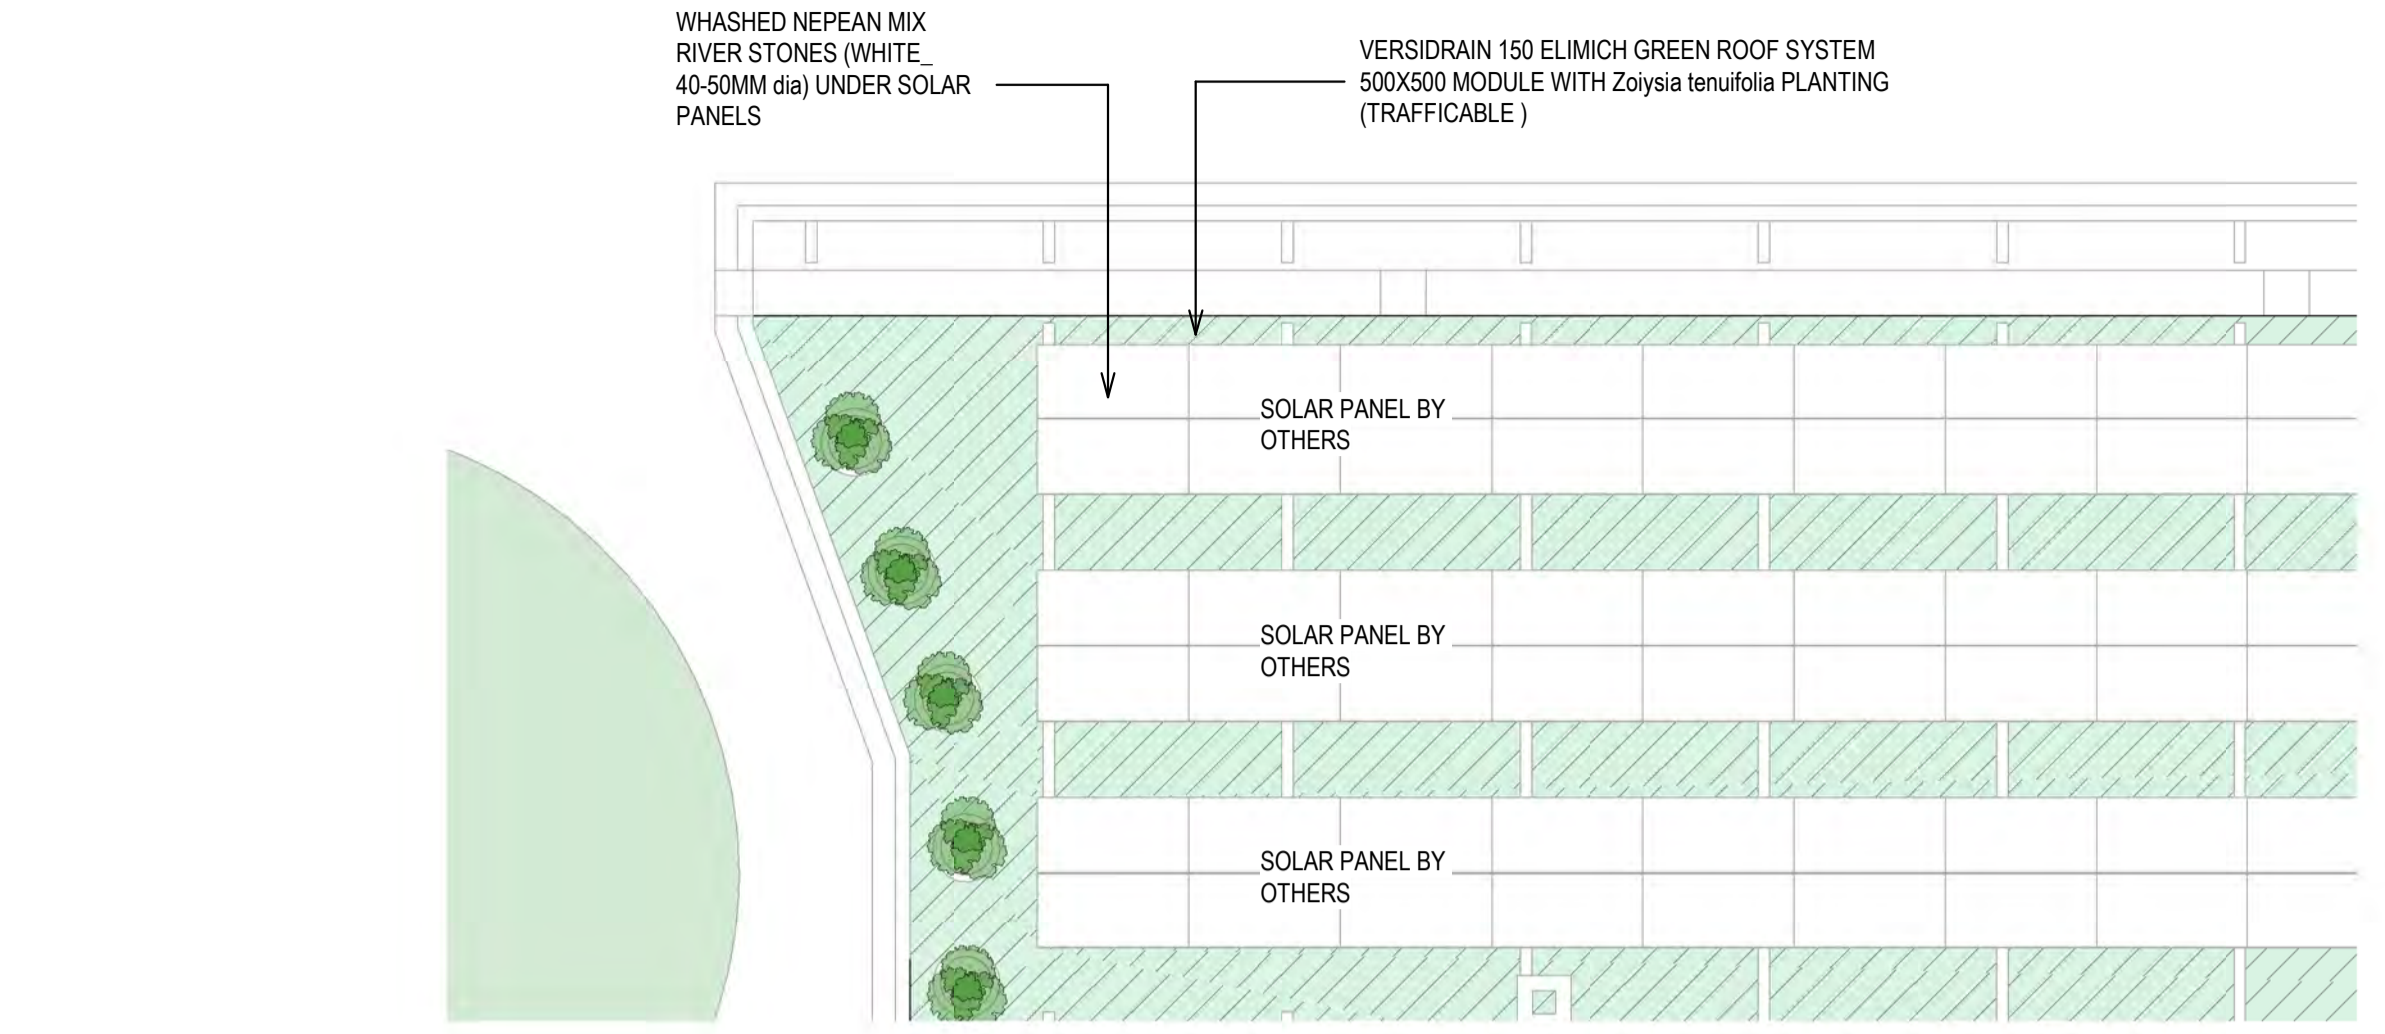 WHASHED NEPEAN MIX
RIVER STONES (WHITE_
40-50MM dia) UNDER SOLAR
PANELS
VERSIDRAIN 150 ELIMICH GREEN ROOF SYSTEM
500X500 MODULE WITH Zoiysia tenuifolia PLANTING
(TRAFFICABLE )
SOLAR PANEL BY
OTHERS
SOLAR PANEL BY
OTHERS
SOLAR PANEL BY
OTHERS